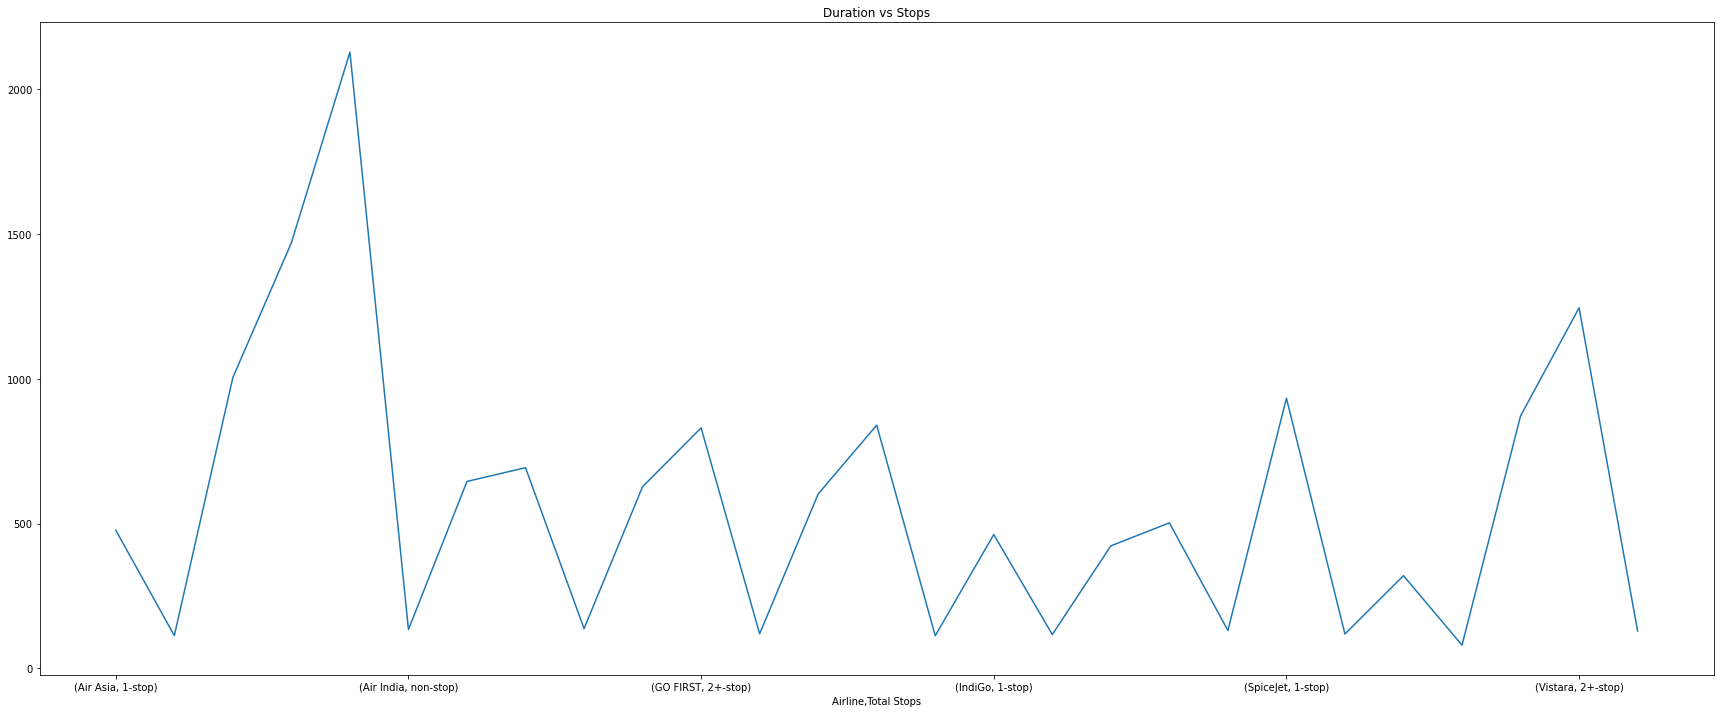 Duration vs Stops
2000
1500
1000
500
0
(Air Asia, 1-stop) (Air India, non-stop) (GO FIRST, 2+-stop) (IndiGo, 1-stop) (SpiceJet, 1-stop) (Vistara, 2+-stop)
Airline,Total Stops